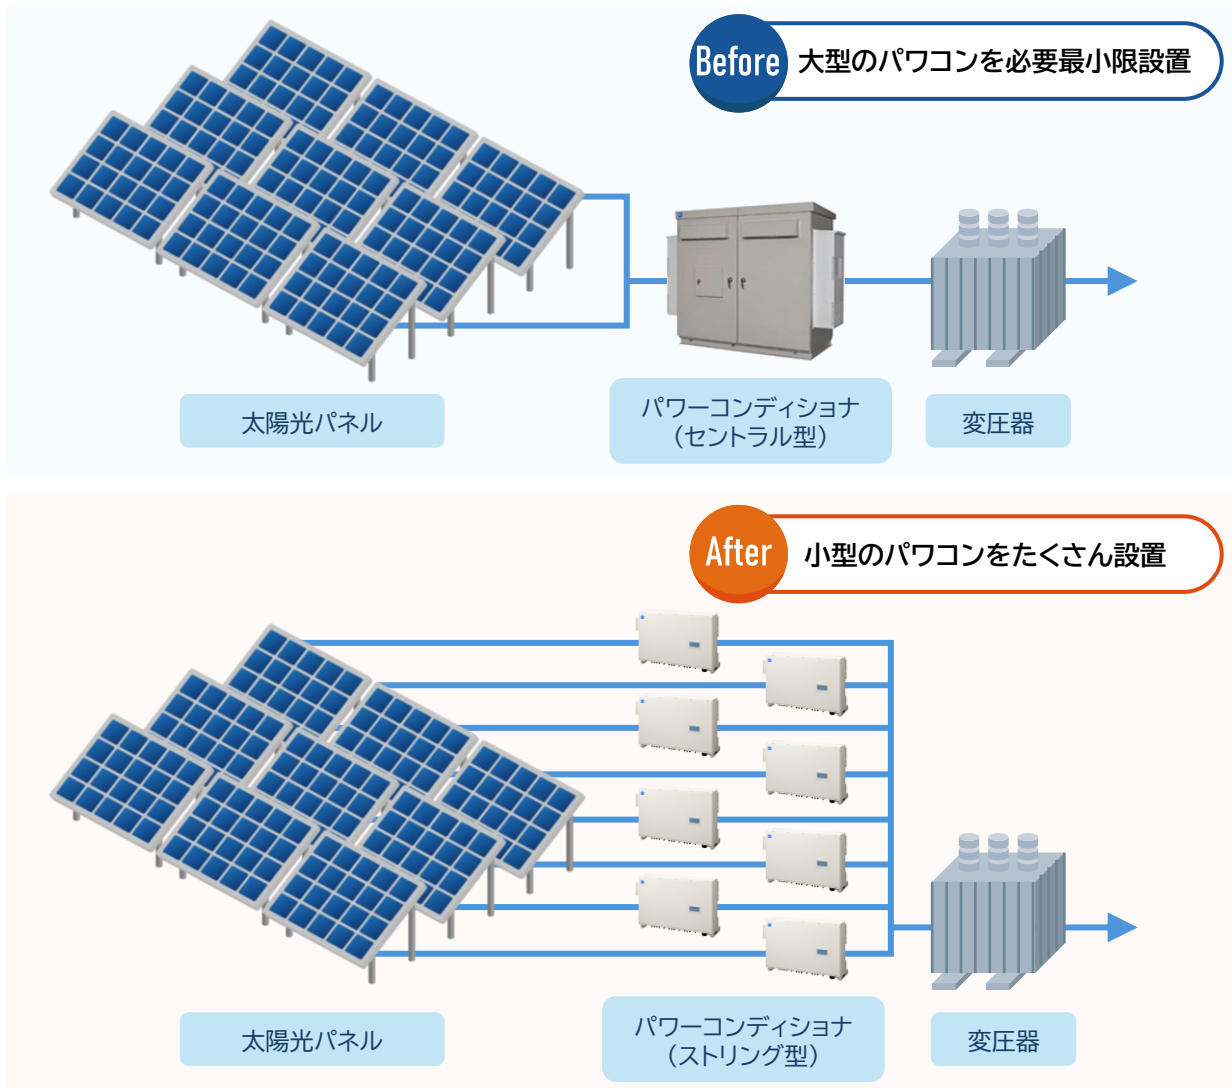 Before
大型のパワコンを必要最小限設置
太陽光パネル
パワーコンディショナ
（セントラル型）
変圧器
After
小型のパワコンをたくさん設置
太陽光パネル
パワーコンディショナ
（ストリング型）
変圧器